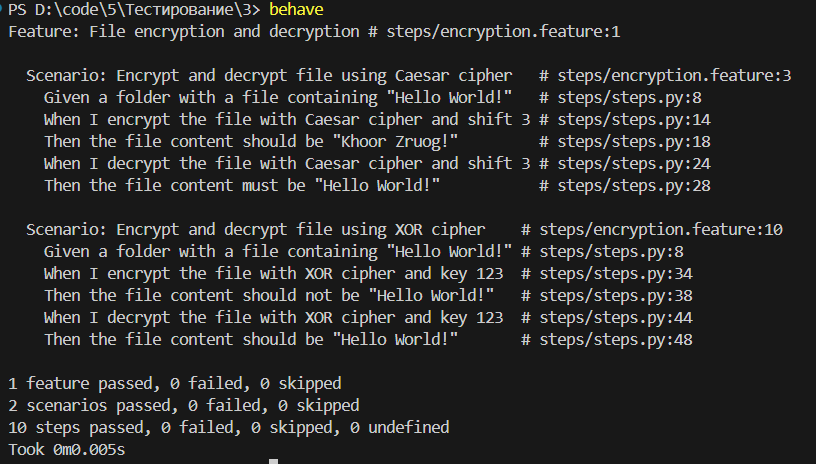 PS D:\code\5\Тестирование\3> behave
Feature: File encryption and decryption # steps/encryption.feature:1
Scenario: Encrypt and decrypt file using Caesar cipher # steps/encryption.feature:3
Given a folder with a file containing "Hello World!" # steps/steps.py:8
When I encrypt the file with Caesar cipher and shift 3 # steps/steps.py:14
Then the file content should be "Khoor Zruog!" # steps/steps.py:18
When I decrypt the file with Caesar cipher and shift 3 # steps/steps.py:24
Then the file content must be "Hello World!" # steps/steps.py:28
Scenario: Encrypt and decrypt file using XOR cipher # steps/encryption.feature:10
Given a folder with a file containing "Hello World!" # steps/steps.py:8
When I encrypt the file with XOR cipher and key 123 # steps/steps.py:34
Then the file content should not be "Hello World!" # steps/steps.py:38
When I decrypt the file with XOR cipher and key 123 # steps/steps.py:44
Then the file content should be "Hello World!" # steps/steps.py:48
1 feature passed, 0 failed, 0 skipped
2 scenarios passed, 0 failed, 0 skipped
10 steps passed, 0 failed, 0 skipped, 0 undefined
Took 0m0.005s